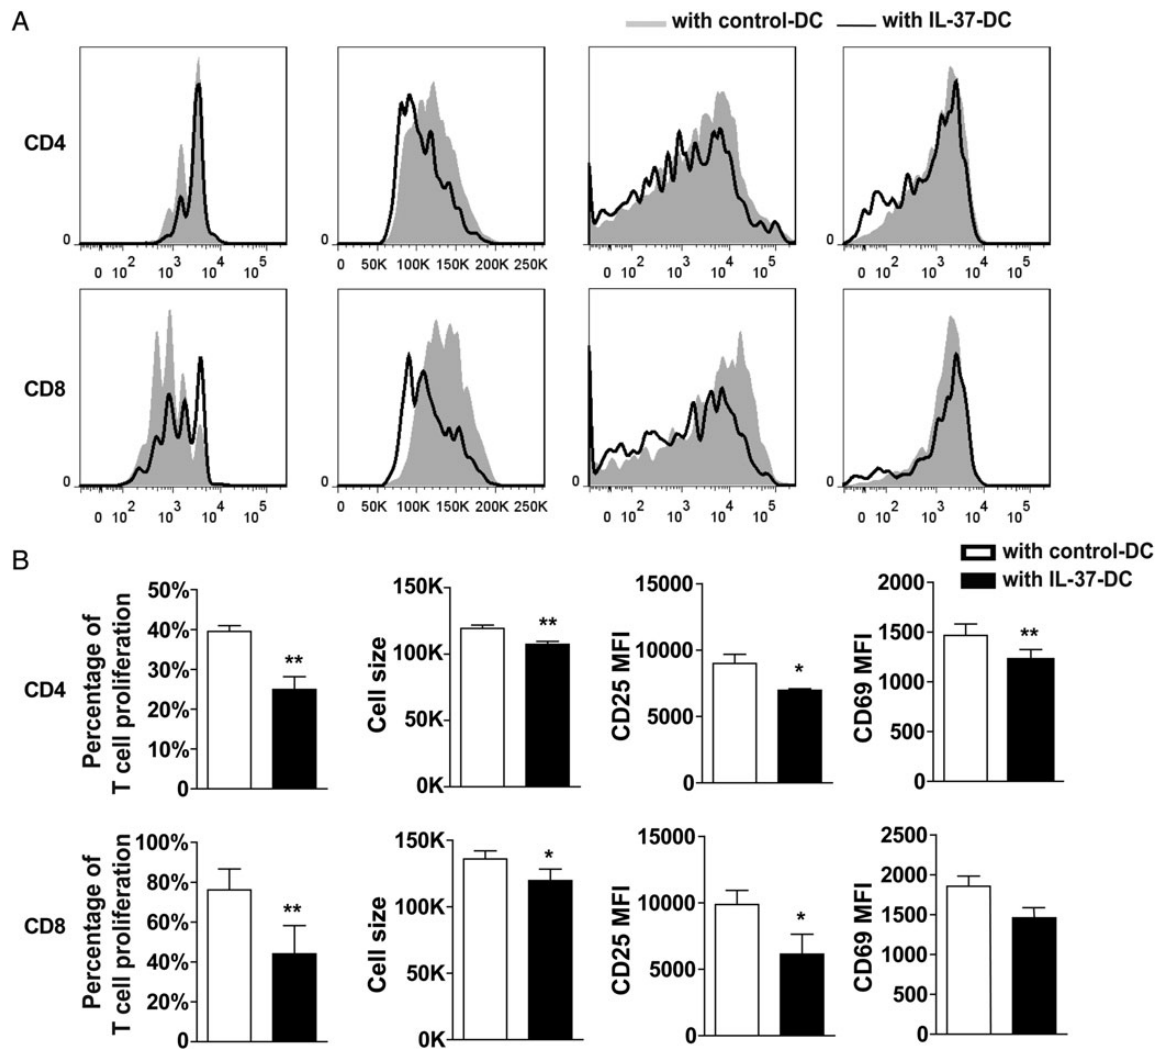 A
with control-DC with IL-37-DC
CD4
0
0
0
0
0 10² 10³ 10⁴ 10⁵
0 50K 100K 150K 200K 250K
0 10² 10³ 10⁴ 10⁵
0 10² 10³ 10⁴ 10⁵
CD8
0
0
0
0
0 10² 10³ 10⁴ 10⁵
0 50K 100K 150K 200K 250K
0 10² 10³ 10⁴ 10⁵
0 10² 10³ 10⁴ 10⁵
B
with control-DC
with IL-37-DC
CD4
Percentage of
T cell proliferation
50%
40%
30%
20%
10%
0
**
Cell size
150K
100K
50K
0K
**
CD25 MFI
15000
10000
5000
0
*
CD69 MFI
2000
1500
1000
500
0
**
CD8
Percentage of
T cell proliferation
100%
80%
60%
40%
20%
0
**
Cell size
150K
100K
50K
0K
*
CD25 MFI
15000
10000
5000
0
*
CD69 MFI
2500
2000
1500
1000
500
0